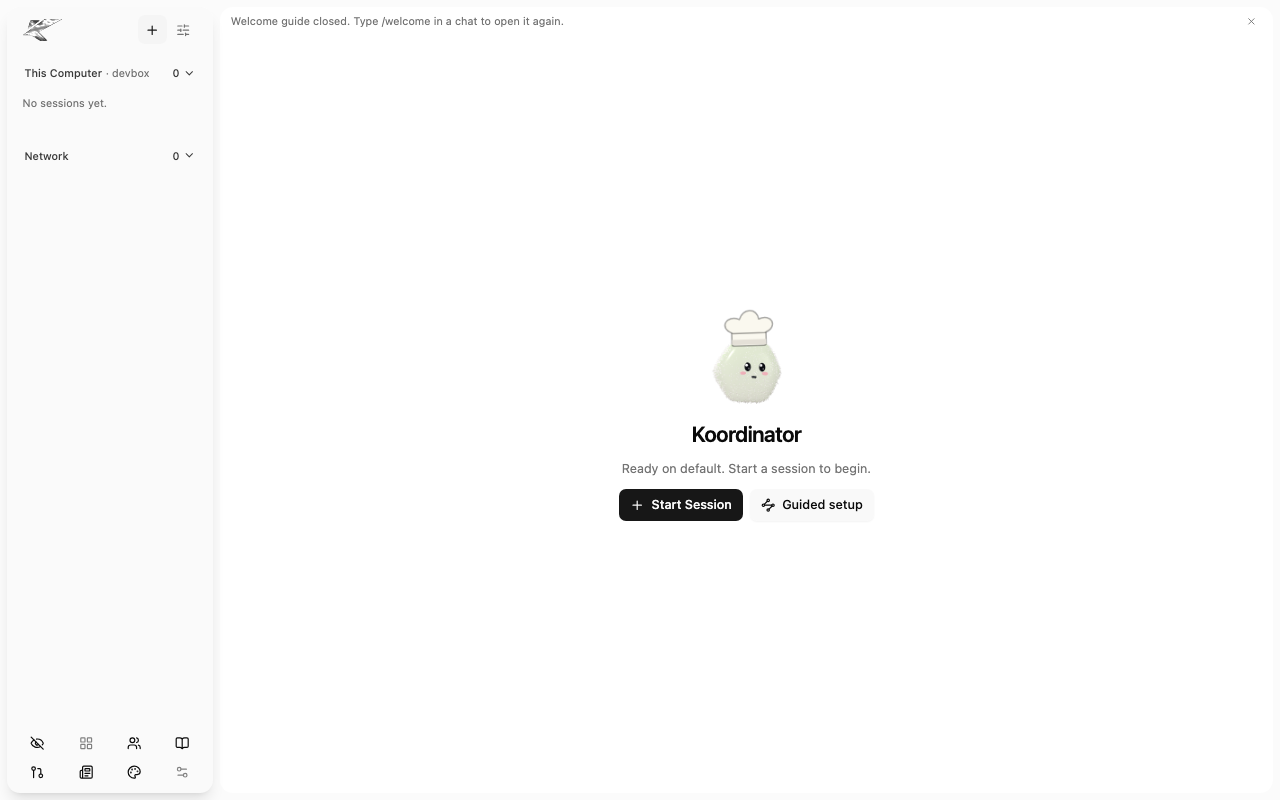 Welcome guide closed. Type /welcome in a chat to open it again.
This Computer · devbox 0
No sessions yet.
Network 0
Koordinator
Ready on default. Start a session to begin.
Start Session
Guided setup